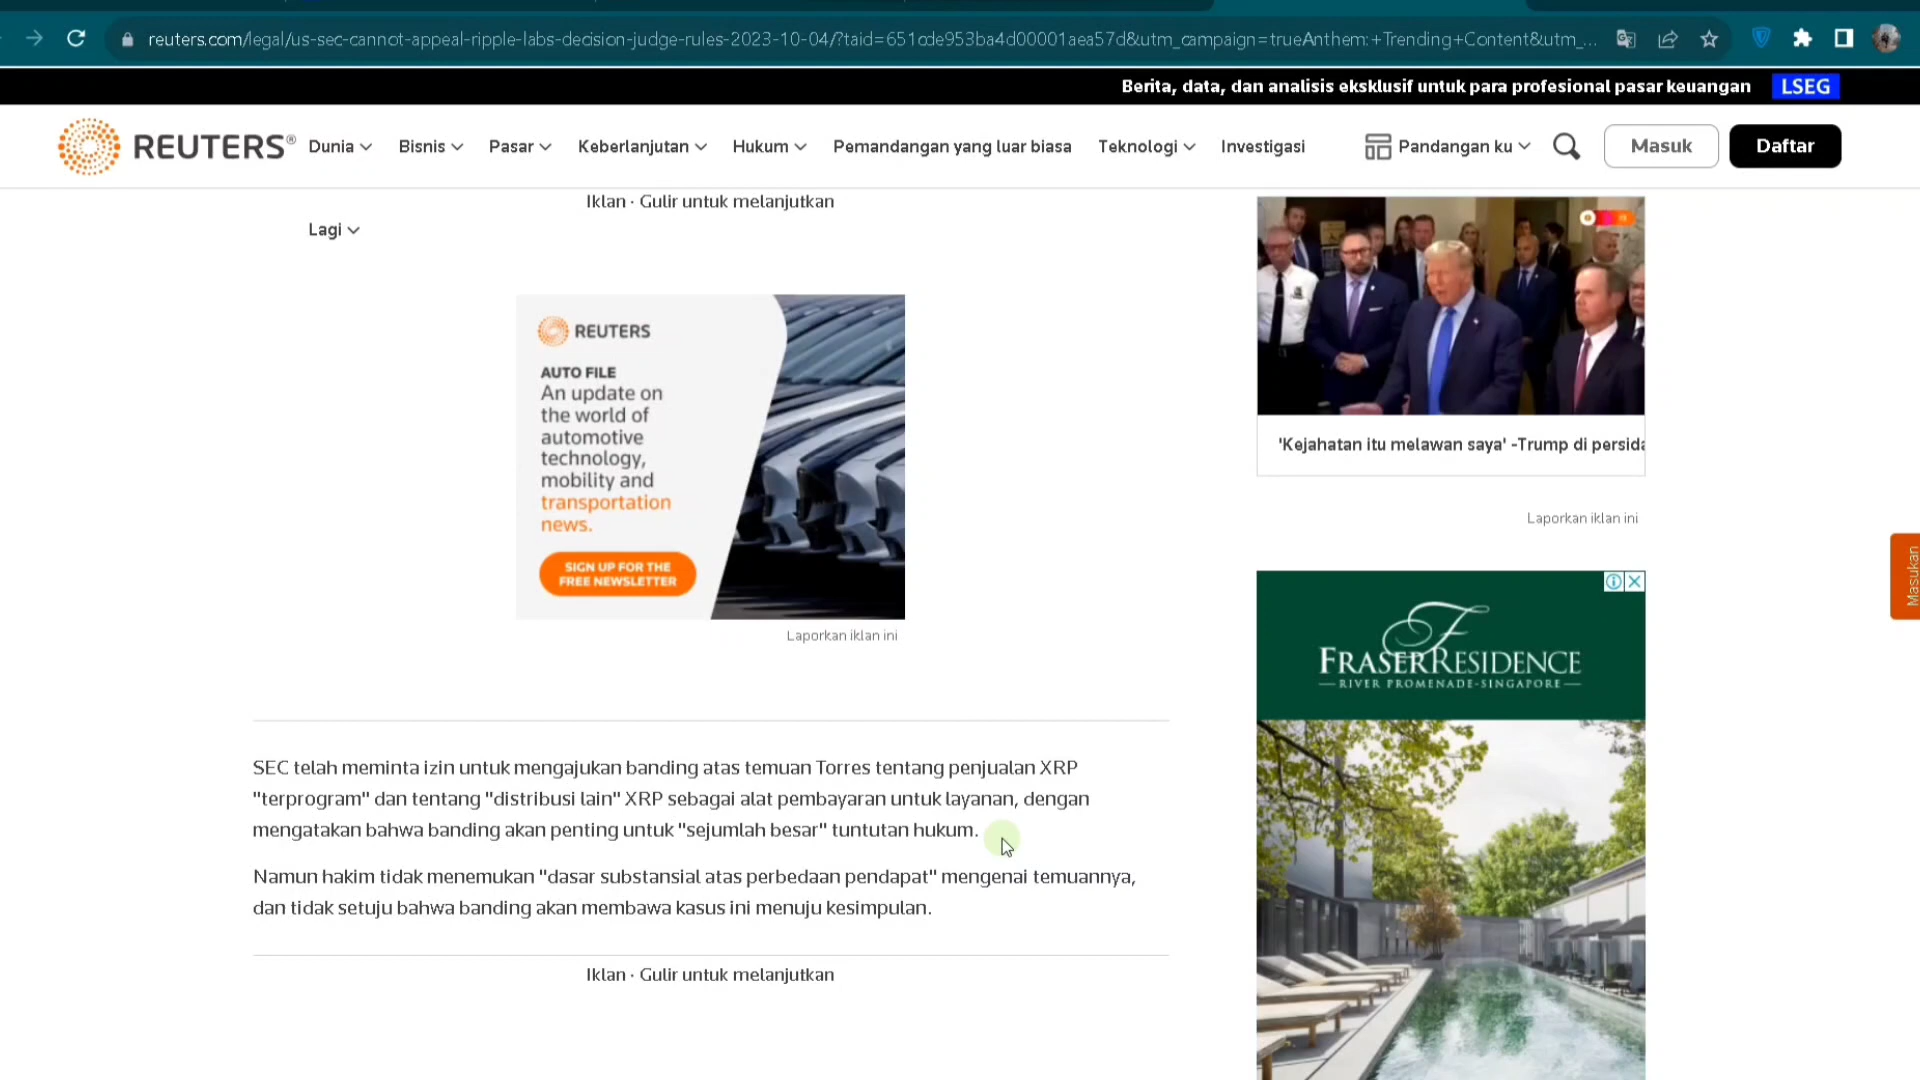 reuters.com/legal/us-sec-cannot-appeal-ripple-labs-decision-judge-rules-2023-10-04/?taid=651cde953ba4d00001aea57d&utm_campaign=trueAnthem:+Trending+Content&utm_...
Berita, data, dan analisis eksklusif untuk para profesional pasar keuangan LSEG
REUTERS® Dunia Bisnis Pasar Keberlanjutan Hukum Pemandangan yang luar biasa Teknologi Investigasi Pandangan ku Masuk Daftar
Iklan · Gulir untuk melanjutkan
Lagi
REUTERS
AUTO FILE
An update on
the world of
automotive
technology,
mobility and
transportation
news.
SIGN UP FOR THE
FREE NEWSLETTER
Laporkan iklan ini
SEC telah meminta izin untuk mengajukan banding atas temuan Torres tentang penjualan XRP
"terprogram" dan tentang "distribusi lain" XRP sebagai alat pembayaran untuk layanan, dengan
mengatakan bahwa banding akan penting untuk "sejumlah besar" tuntutan hukum.
Namun hakim tidak menemukan "dasar substansial atas perbedaan pendapat" mengenai temuannya,
dan tidak setuju bahwa banding akan membawa kasus ini menuju kesimpulan.
Iklan · Gulir untuk melanjutkan
'Kejahatan itu melawan saya' -Trump di persida
Laporkan iklan ini
FRASER RESIDENCE
RIVER PROMENADE-SINGAPORE
Masukan